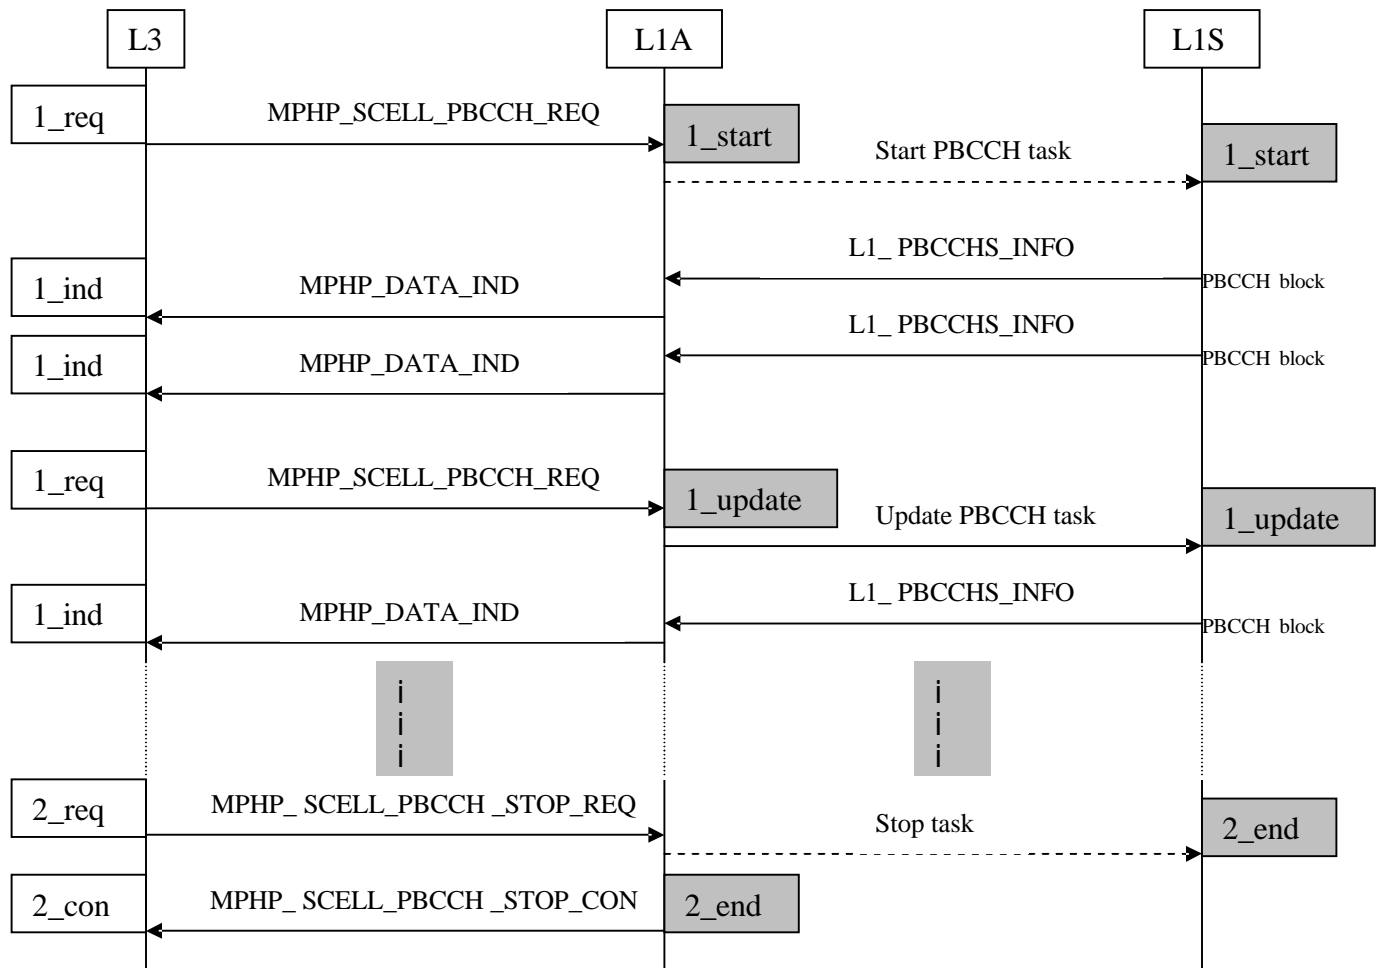 L3
L1A
L1S
1_req
MPHP_SCELL_PBCCH_REQ
1_start
Start PBCCH task
1_start
L1_ PBCCHS_INFO
1_ind
MPHP_DATA_IND
PBCCH block
L1_ PBCCHS_INFO
1_ind
MPHP_DATA_IND
PBCCH block
1_req
MPHP_SCELL_PBCCH_REQ
1_update
Update PBCCH task
1_update
L1_ PBCCHS_INFO
1_ind
MPHP_DATA_IND
PBCCH block
i
i
i
i
i
i
2_req
MPHP_ SCELL_PBCCH _STOP_REQ
Stop task
2_end
2_con
MPHP_ SCELL_PBCCH _STOP_CON
2_end